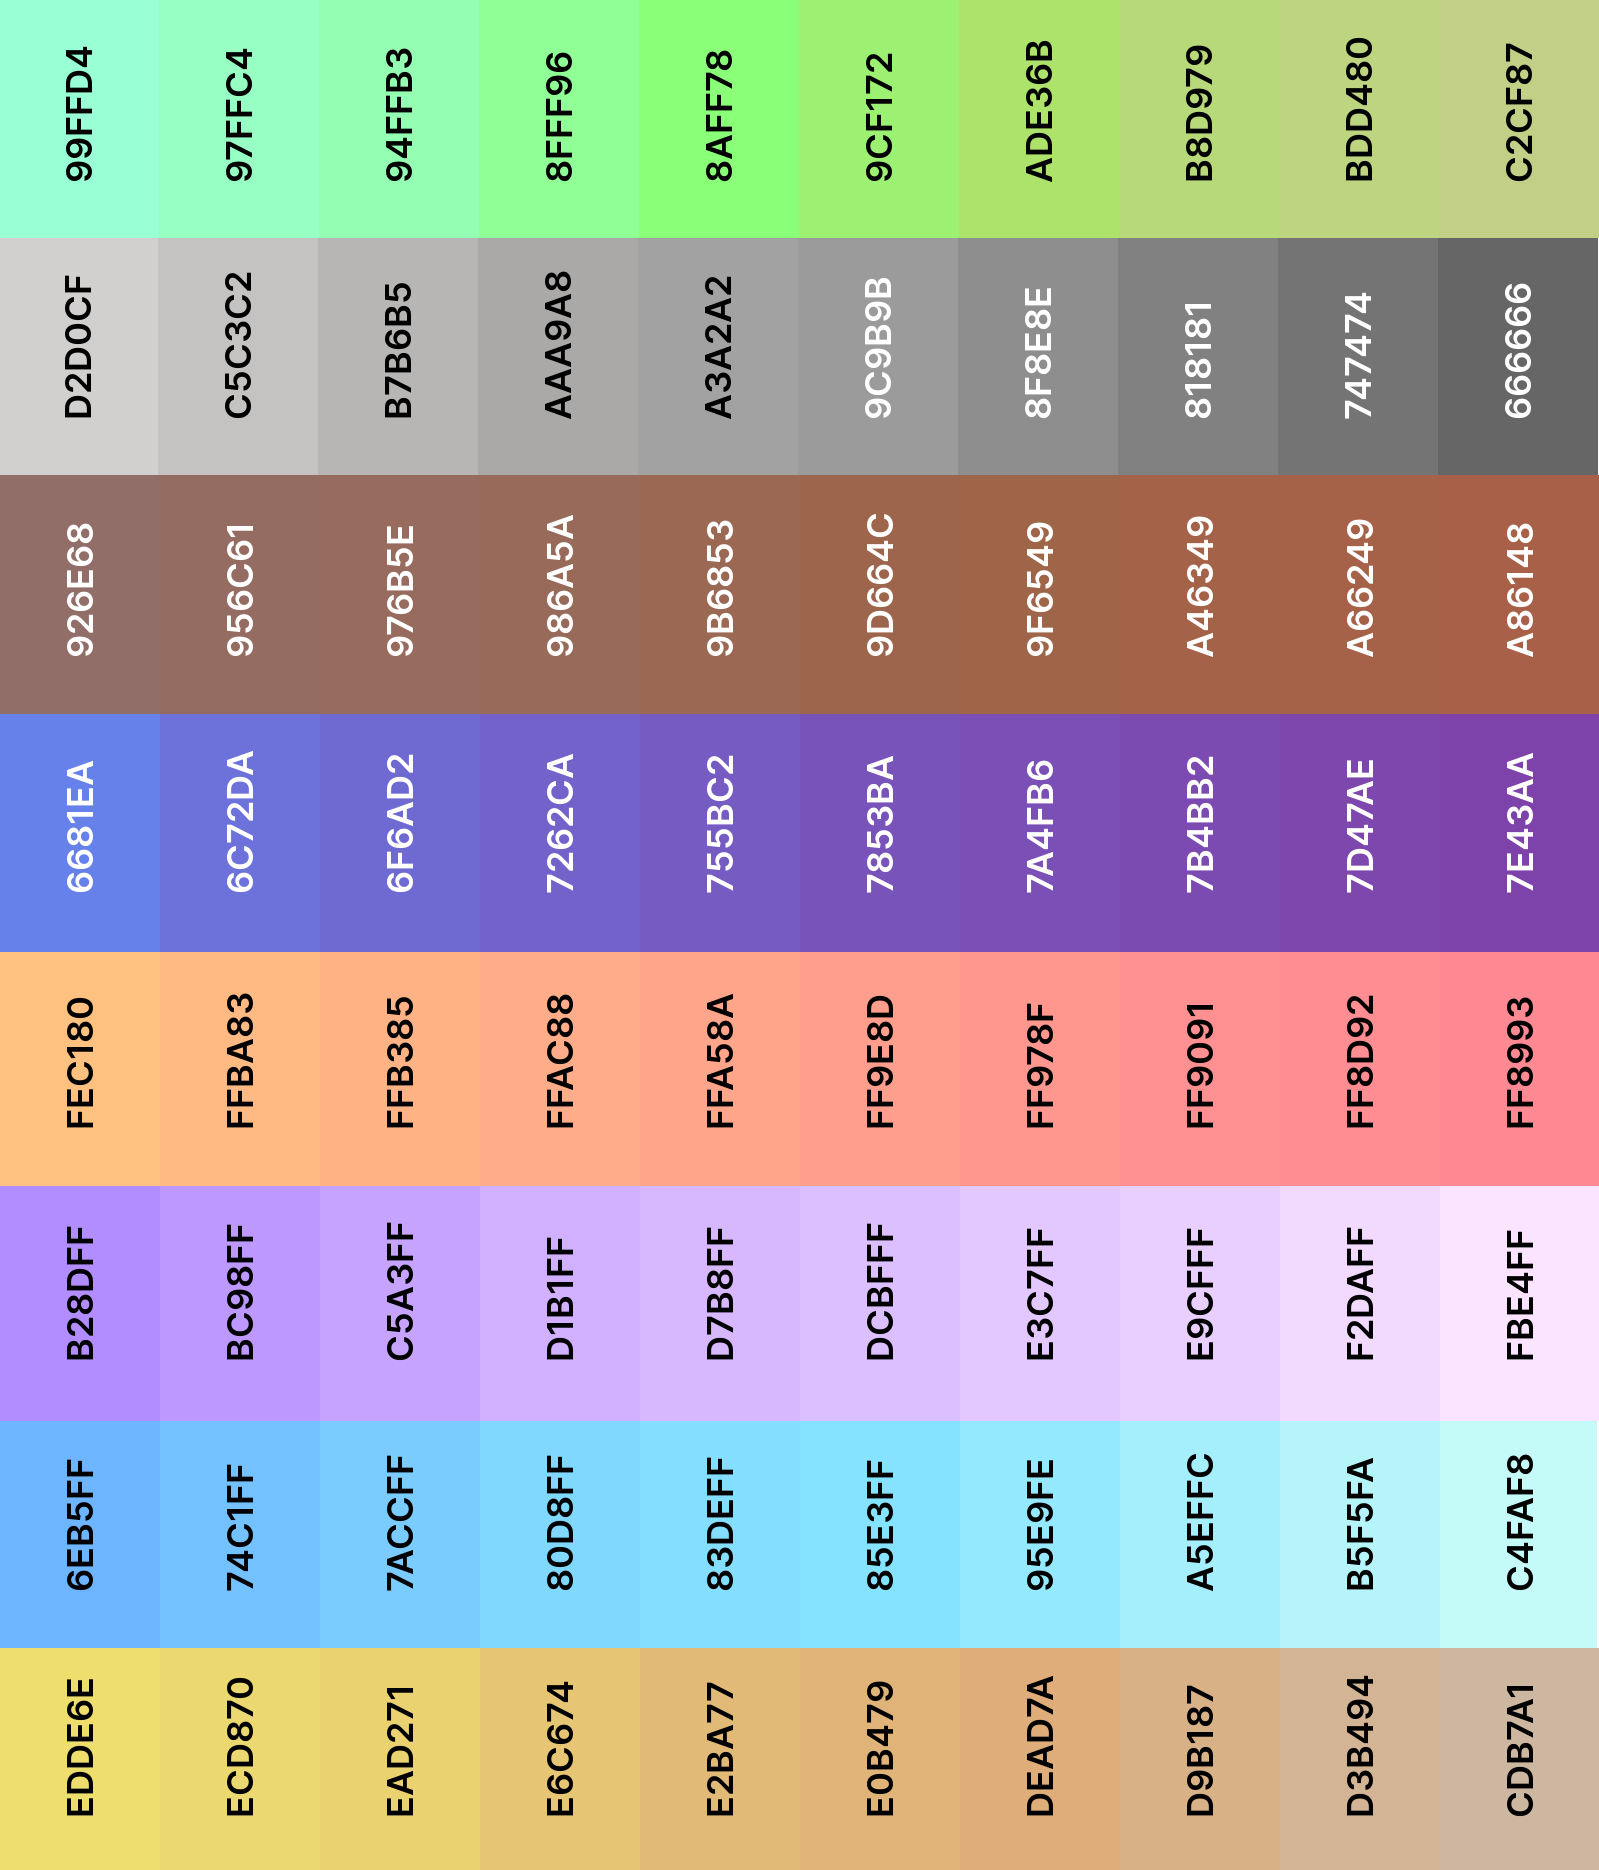 99FFD4 97FFC4 94FFB3 8FFF96 8AFF78 9CF172 ADE36B B8D979 BDD480 C2CF87
D2D0CF C5C3C2 B7B6B5 AAA9A8 A3A2A2 9C9B9B 8F8E8E 818181 747474 666666
926E68 956C61 976B5E 986A5A 9B6853 9D664C 9F6549 A46349 A66249 A86148
6681EA 6C72DA 6F6AD2 7262CA 755BC2 7853BA 7A4FB6 7B4BB2 7D47AE 7E43AA
FEC180 FFBA83 FFB385 FFAC88 FFA58A FF9E8D FF978F FF9091 FF8D92 FF8993
B28DFF BC98FF C5A3FF D1B1FF D7B8FF DCBFFF E3C7FF E9CFFF F2DAFF FBE4FF
6EB5FF 74C1FF 7ACCFF 80D8FF 83DEFF 85E3FF 95E9FE A5EFFC B5F5FA C4FAF8
EDDE6E ECD870 EAD271 E6C674 E2BA77 E0B479 DEAD7A D9B187 D3B494 CDB7A1